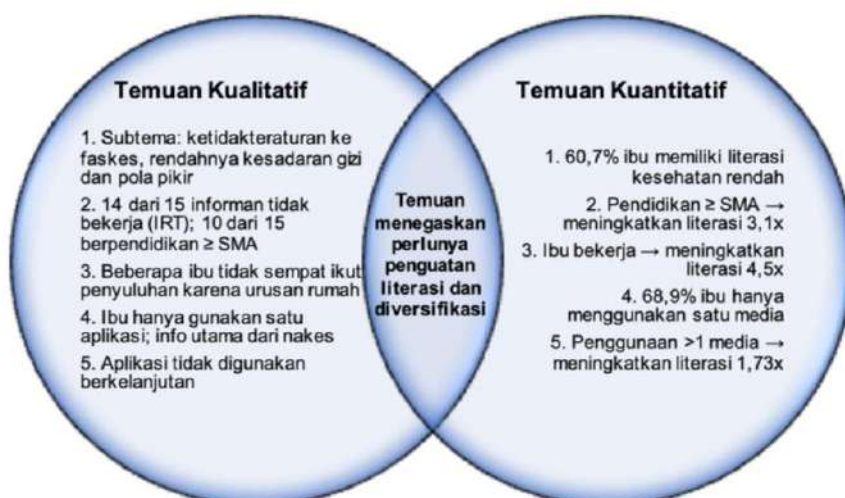 Temuan Kualitatif
1. Subtema: ketidakteraturan ke
faskes, rendahnya kesadaran gizi
dan pola pikir
2. 14 dari 15 informan tidak
bekerja (IRT); 10 dari 15
berpendidikan ≥ SMA
3. Beberapa ibu tidak sempat ikut
penyuluhan karena urusan rumah
4. Ibu hanya gunakan satu
aplikasi; info utama dari nakes
5. Aplikasi tidak digunakan
berkelanjutan
Temuan
menegaskan
perlunya
penguatan
literasi dan
diversifikasi
Temuan Kuantitatif
1. 60,7% ibu memiliki literasi
kesehatan rendah
2. Pendidikan ≥ SMA →
meningkatkan literasi 3,1x
3. Ibu bekerja → meningkatkan
literasi 4,5x
4. 68,9% ibu hanya
menggunakan satu media
5. Penggunaan >1 media →
meningkatkan literasi 1,73x